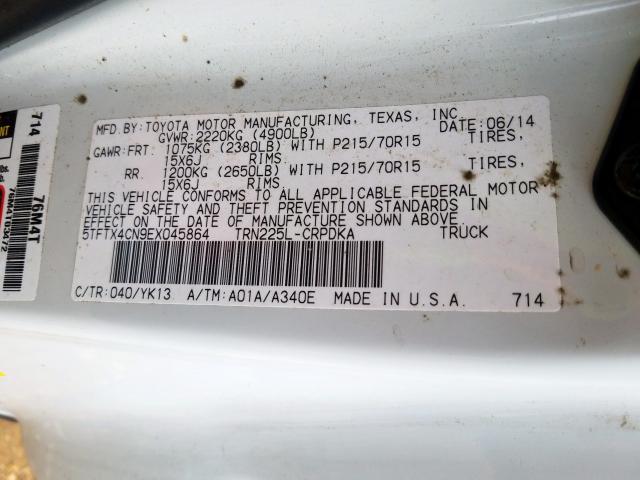 MFD.BY:TOYOTA MOTOR MANUFACTURING, TEXAS, INC.
GVWR:2220KG (4900LB) DATE:06/14
GAWR:FRT. 1075KG (2380LB) WITH P215/70R15 TIRES,
15X6J RIMS
RR. 1200KG (2650LB) WITH P215/70R15 TIRES,
15X6J RIMS
THIS VEHICLE CONFORMS TO ALL APPLICABLE FEDERAL MOTOR
VEHICLE SAFETY AND THEFT PREVENTION STANDARDS IN
EFFECT ON THE DATE OF MANUFACTURE SHOWN ABOVE.
5TFTX4CN9EX045864 TRN225L-CRPDKA TRUCK
C/TR:040/YK13 A/TM:A01A/A340E MADE IN U.S.A. 714
714
76M4T